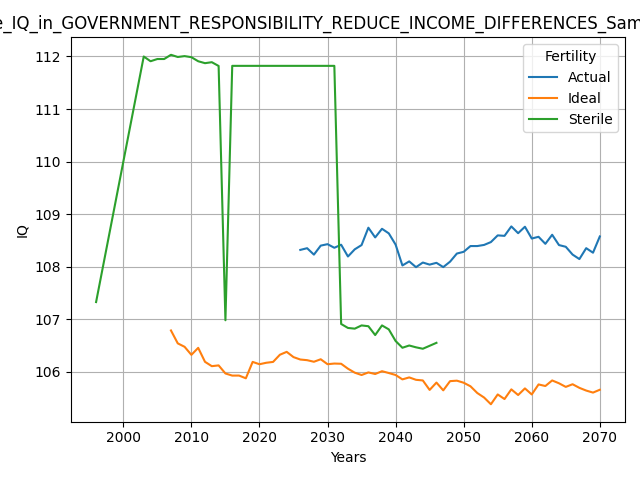 e_IQ_in_GOVERNMENT_RESPONSIBILITY_REDUCE_INCOME_DIFFERENCES_Sam
Fertility
Actual
Ideal
Sterile
112
111
110
109
108
107
106
IQ
2000 2010 2020 2030 2040 2050 2060 2070
Years